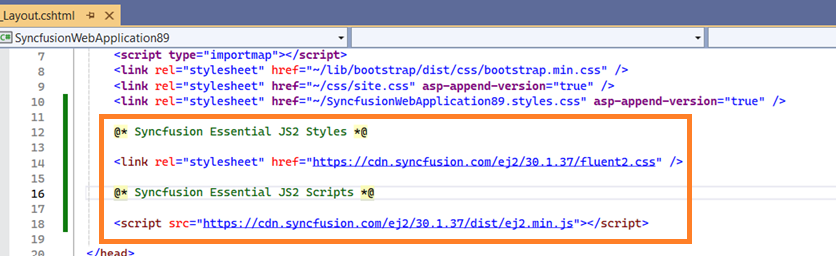 _Layout.cshtml
SyncfusionWebApplication89
7 <script type="importmap"></script>
8 <link rel="stylesheet" href="~/lib/bootstrap/dist/css/bootstrap.min.css" />
9 <link rel="stylesheet" href="~/css/site.css" asp-append-version="true" />
10 <link rel="stylesheet" href="~/SyncfusionWebApplication89.styles.css" asp-append-version="true" />
11
12 @* Syncfusion Essential JS2 Styles *@
13
14 <link rel="stylesheet" href="https://cdn.syncfusion.com/ej2/30.1.37/fluent2.css" />
15
16 @* Syncfusion Essential JS2 Scripts *@
17
18 <script src="https://cdn.syncfusion.com/ej2/30.1.37/dist/ej2.min.js"></script>
19
20 </head>